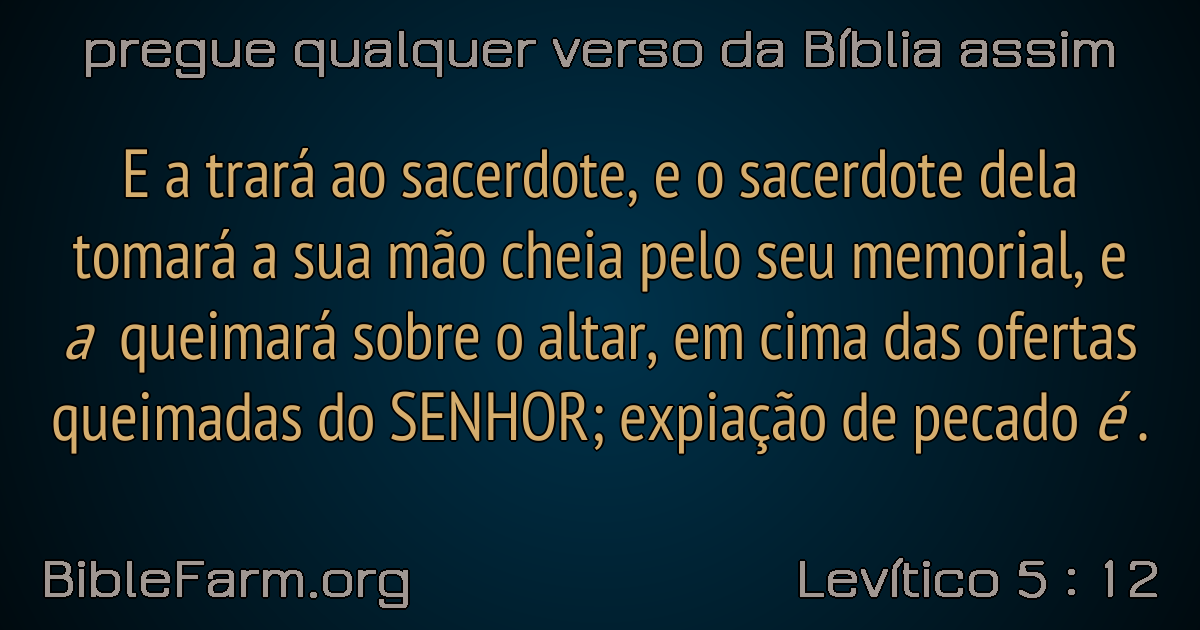 pregue qualquer verso da Bíblia assim
E a trará ao sacerdote, e o sacerdote dela
tomará a sua mão cheia pelo seu memorial, e
a queimará sobre o altar, em cima das ofertas
queimadas do SENHOR; expiação de pecado é .
BibleFarm.org
Levítico 5 : 12